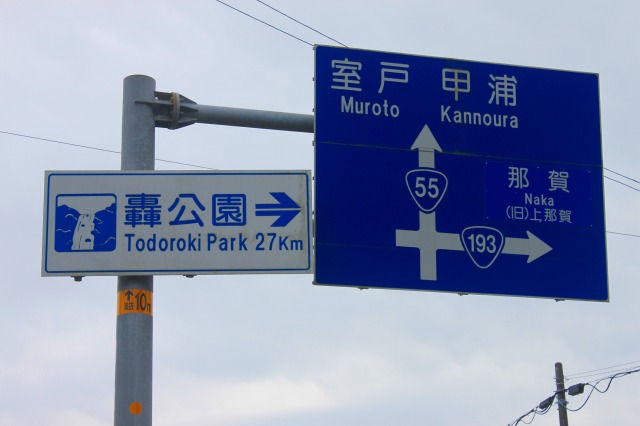 室戸 甲浦
Muroto Kannoura
55
那賀
Naka
(旧)上那賀
193
轟公園
Todoroki Park 27Km
10m